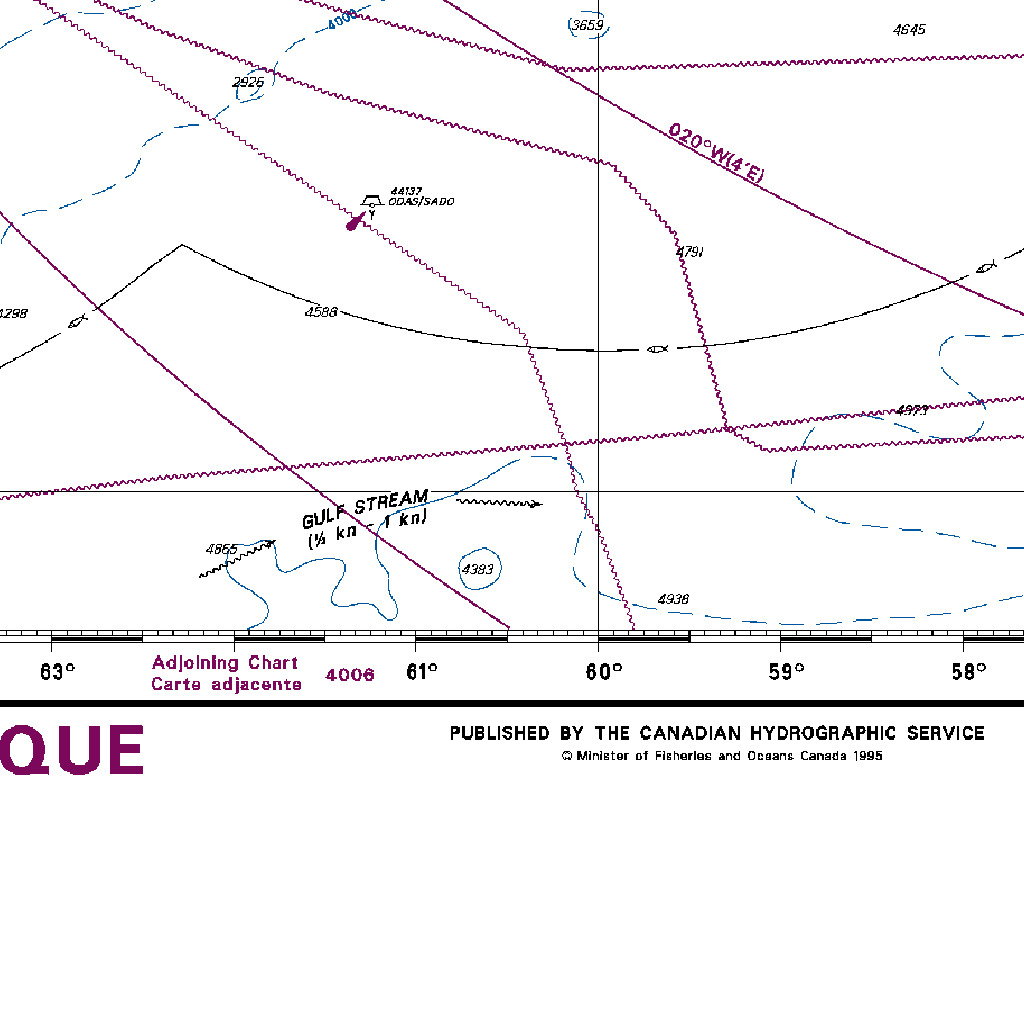 3659
4645
4000
2926
020°W(4'E)
44137
ODAS/SADO
4791
4298
4588
4973
GULF STREAM
(½ kn - 1 kn)
4865
4383
4936
63° 61° 60° 59° 58°
Adjoining Chart
Carte adjacente 4006
QUE
PUBLISHED BY THE CANADIAN HYDROGRAPHIC SERVICE
© Minister of Fisheries and Oceans Canada 1995